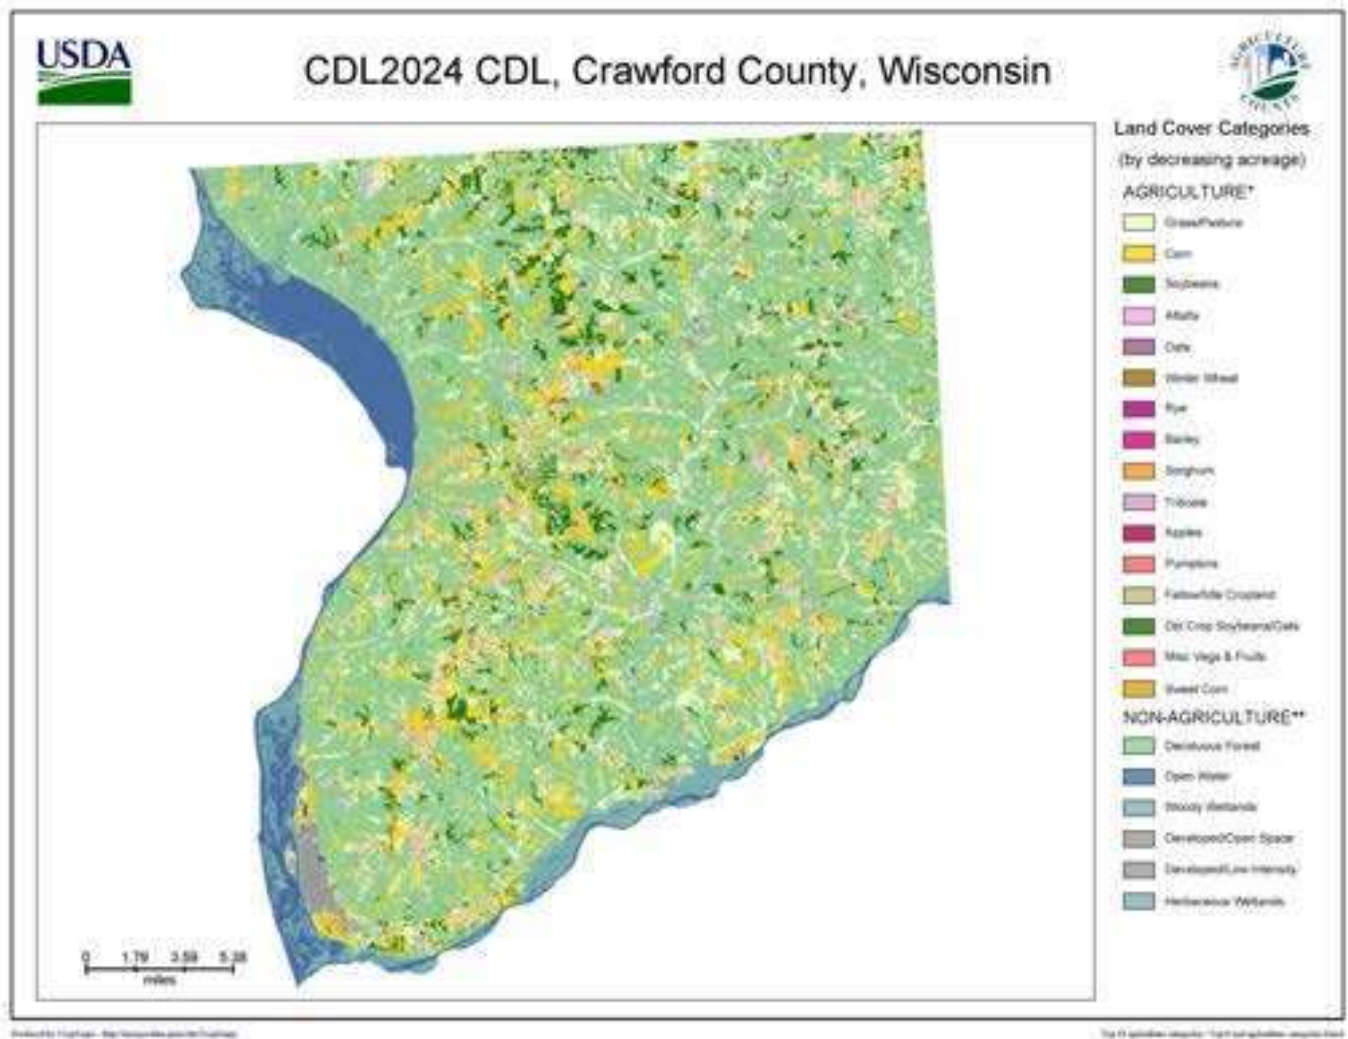 USDA
CDL2024 CDL, Crawford County, Wisconsin
AGRICULTURE
COUNTS
Land Cover Categories
(by decreasing acreage)
AGRICULTURE*
Grass/Pasture
Corn
Soybeans
Alfalfa
Oats
Winter Wheat
Rye
Barley
Sorghum
Triticale
Apples
Pumpkins
Fallow/Idle Cropland
Dbl Crop Soybeans/Oats
Misc Vegs & Fruits
Sweet Corn
NON-AGRICULTURE**
Deciduous Forest
Open Water
Woody Wetlands
Developed/Open Space
Developed/Low Intensity
Herbaceous Wetlands
0 1.79 3.59 5.38
miles